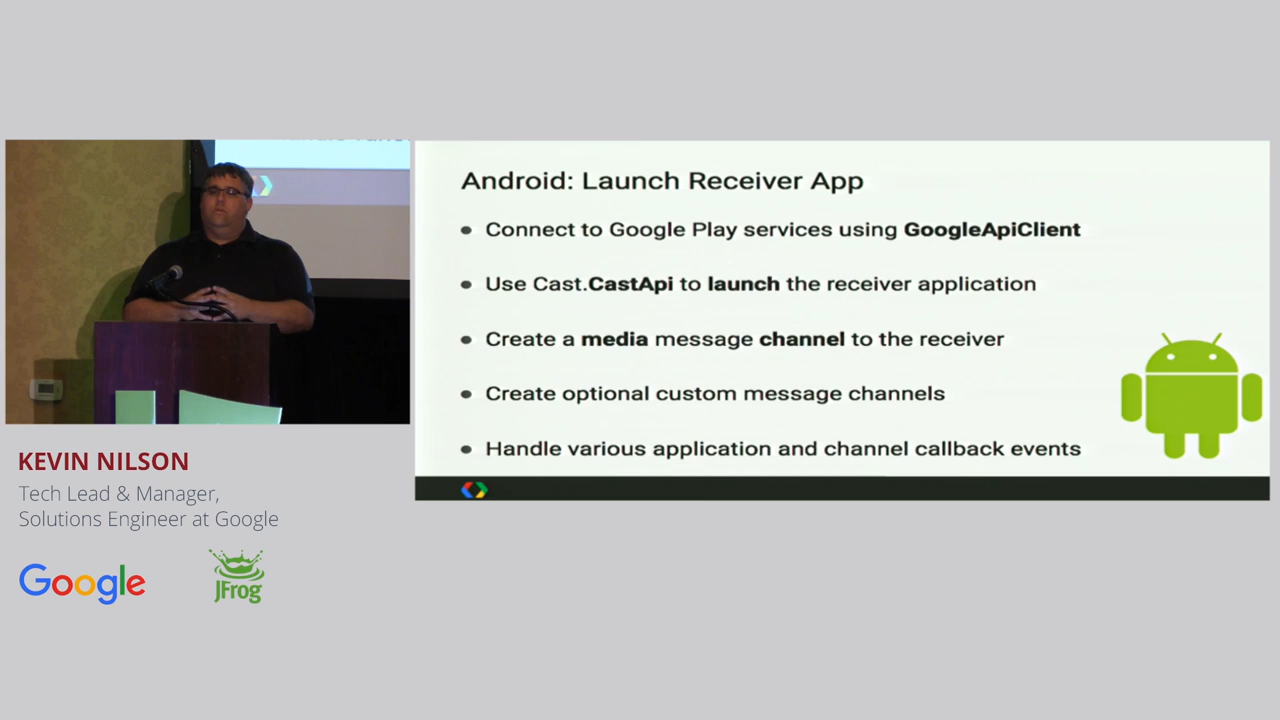 Android: Launch Receiver App
• Connect to Google Play services using GoogleApiClient
• Use Cast.CastApi to launch the receiver application
• Create a media message channel to the receiver
• Create optional custom message channels
• Handle various application and channel callback events
KEVIN NILSON
Tech Lead & Manager,
Solutions Engineer at Google
Google
JFrog